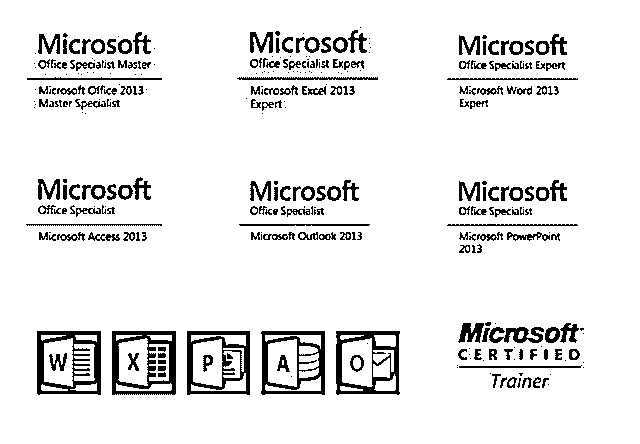 Microsoft
Office Specialist Master
Microsoft Office 2013
Master Specialist
Microsoft
Office Specialist Expert
Microsoft Excel 2013
Expert
Microsoft
Office Specialist Expert
Microsoft Word 2013
Expert
Microsoft
Office Specialist
Microsoft Access 2013
Microsoft
Office Specialist
Microsoft Outlook 2013
Microsoft
Office Specialist
Microsoft PowerPoint
2013
W X P A O
Microsoft
CERTIFIED
Trainer